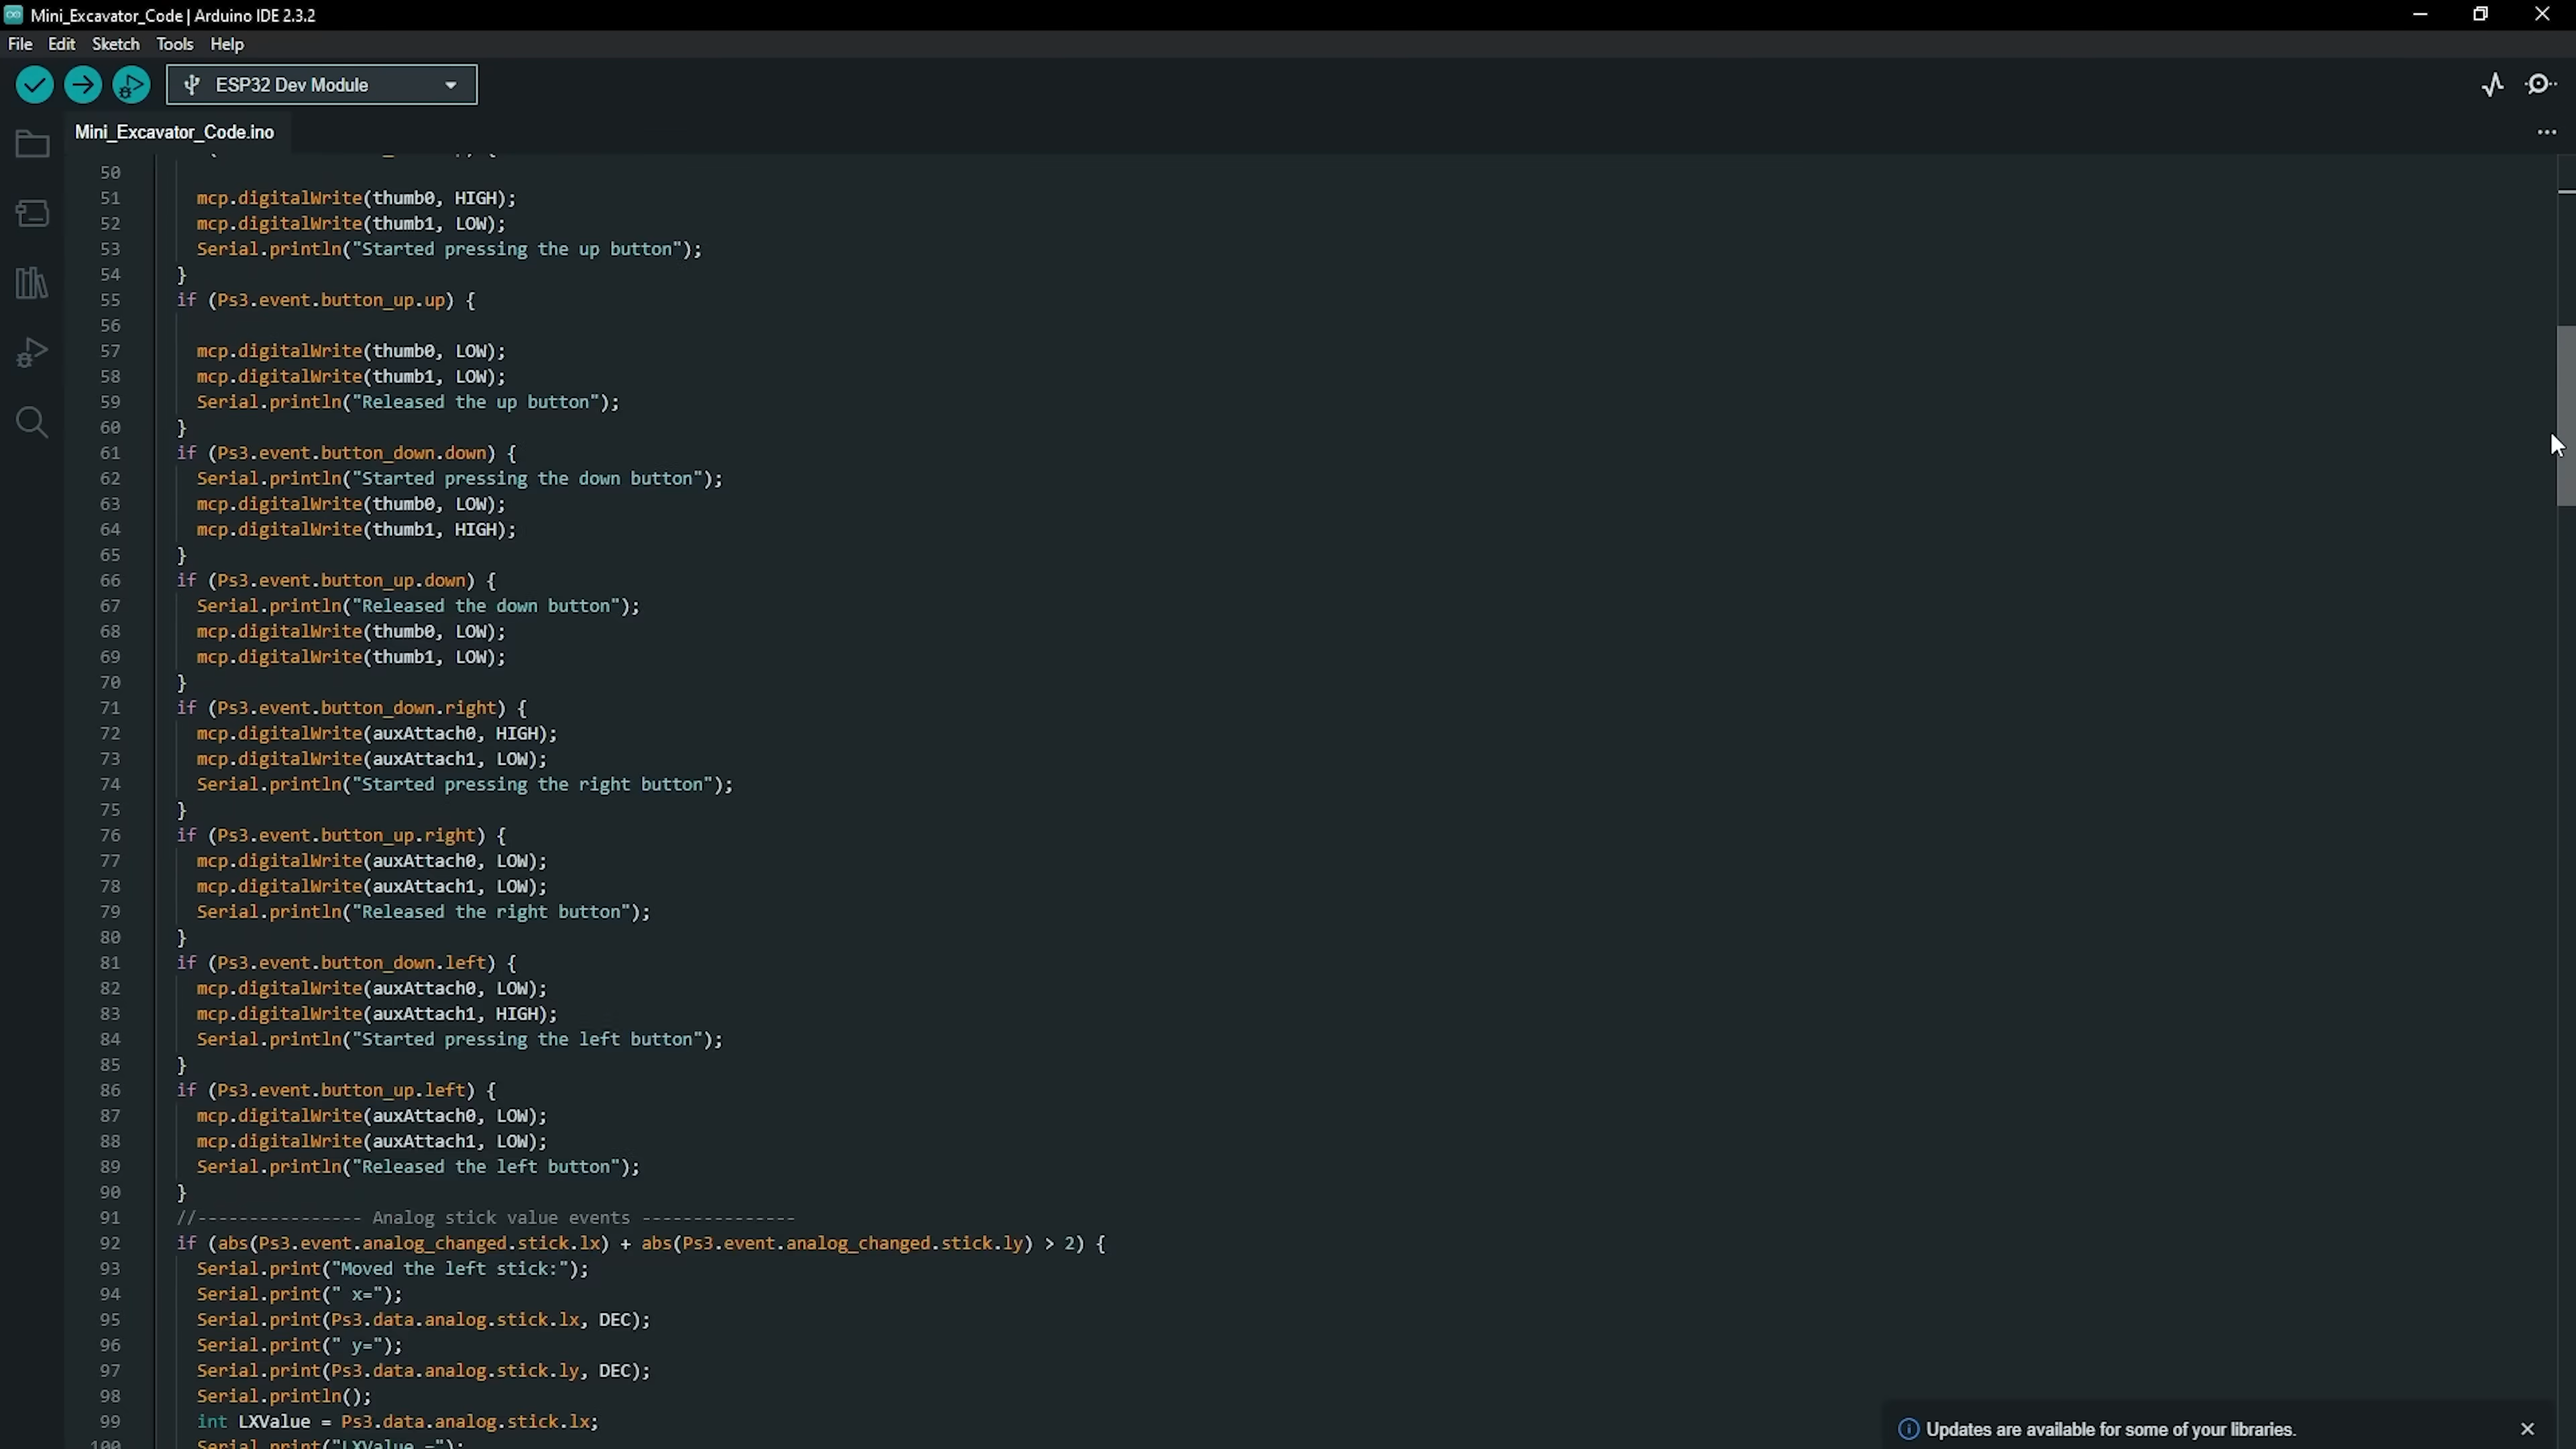 Mini_Excavator_Code | Arduino IDE 2.3.2
File Edit Sketch Tools Help
ESP32 Dev Module
Mini_Excavator_Code.ino
50
51 mcp.digitalWrite(thumb0, HIGH);
52 mcp.digitalWrite(thumb1, LOW);
53 Serial.println("Started pressing the up button");
54 }
55 if (Ps3.event.button_up.up) {
56
57 mcp.digitalWrite(thumb0, LOW);
58 mcp.digitalWrite(thumb1, LOW);
59 Serial.println("Released the up button");
60 }
61 if (Ps3.event.button_down.down) {
62 Serial.println("Started pressing the down button");
63 mcp.digitalWrite(thumb0, LOW);
64 mcp.digitalWrite(thumb1, HIGH);
65 }
66 if (Ps3.event.button_up.down) {
67 Serial.println("Released the down button");
68 mcp.digitalWrite(thumb0, LOW);
69 mcp.digitalWrite(thumb1, LOW);
70 }
71 if (Ps3.event.button_down.right) {
72 mcp.digitalWrite(auxAttach0, HIGH);
73 mcp.digitalWrite(auxAttach1, LOW);
74 Serial.println("Started pressing the right button");
75 }
76 if (Ps3.event.button_up.right) {
77 mcp.digitalWrite(auxAttach0, LOW);
78 mcp.digitalWrite(auxAttach1, LOW);
79 Serial.println("Released the right button");
80 }
81 if (Ps3.event.button_down.left) {
82 mcp.digitalWrite(auxAttach0, LOW);
83 mcp.digitalWrite(auxAttach1, HIGH);
84 Serial.println("Started pressing the left button");
85 }
86 if (Ps3.event.button_up.left) {
87 mcp.digitalWrite(auxAttach0, LOW);
88 mcp.digitalWrite(auxAttach1, LOW);
89 Serial.println("Released the left button");
90 }
91 //---------------- Analog stick value events ---------------
92 if (abs(Ps3.event.analog_changed.stick.lx) + abs(Ps3.event.analog_changed.stick.ly) > 2) {
93 Serial.print("Moved the left stick:");
94 Serial.print(" x=");
95 Serial.print(Ps3.data.analog.stick.lx, DEC);
96 Serial.print(" y=");
97 Serial.print(Ps3.data.analog.stick.ly, DEC);
98 Serial.println();
99 int LXValue = Ps3.data.analog.stick.lx;
100 Serial.print("LXValue =");
Updates are available for some of your libraries.